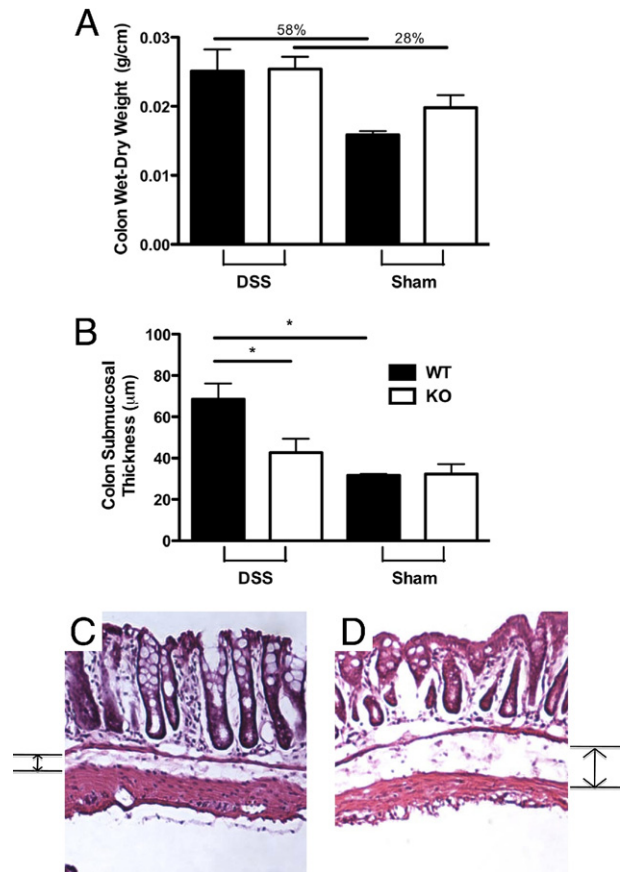 A
Colon Wet-Dry Weight (g/cm)
0.03
0.02
0.01
0.00
58%
28%
DSS
Sham
B
Colon Submucosal
Thickness (μm)
100
80
60
40
20
0
*
*
WT
KO
DSS
Sham
C
D